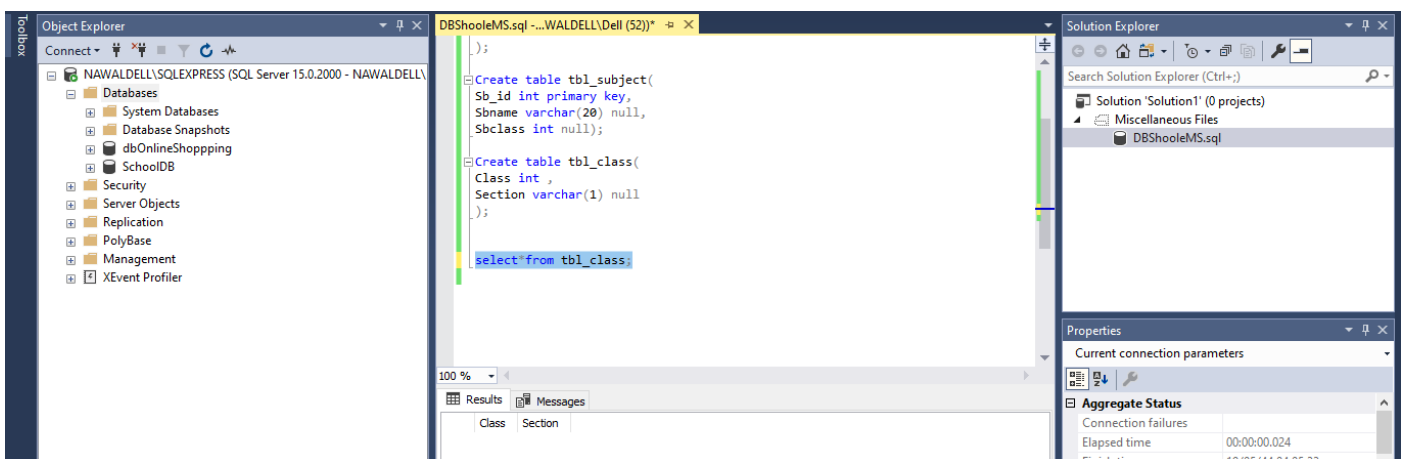 Toolbox
Object Explorer
Connect
NAWALDELL\SQLEXPRESS (SQL Server 15.0.2000 - NAWALDELL\
Databases
System Databases
Database Snapshots
dbOnlineShoppping
SchoolDB
Security
Server Objects
Replication
PolyBase
Management
XEvent Profiler
DBShooleMS.sql -...WALDELL\Dell (52))*
);
Create table tbl_subject(
Sb_id int primary key,
Sbname varchar(20) null,
Sbclass int null);
Create table tbl_class(
Class int ,
Section varchar(1) null
);
select*from tbl_class;
100 %
Results
Messages
Class Section
Solution Explorer
Search Solution Explorer (Ctrl+;)
Solution 'Solution1' (0 projects)
Miscellaneous Files
DBShooleMS.sql
Properties
Current connection parameters
Aggregate Status
Connection failures
Elapsed time 00:00:00.024